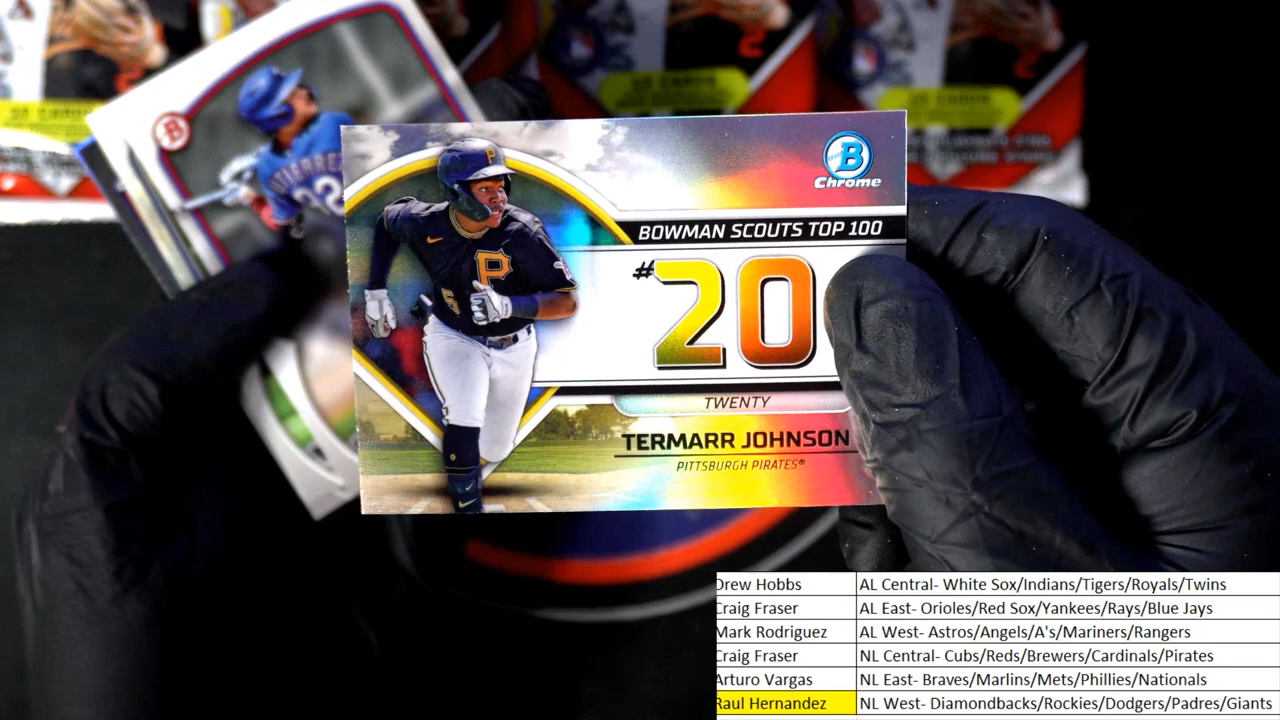 B
Chrome
BOWMAN SCOUTS TOP 100
#20
TWENTY
TERMARR JOHNSON
PITTSBURGH PIRATES®
P
P
B
Drew Hobbs AL Central- White Sox/Indians/Tigers/Royals/Twins
Craig Fraser AL East- Orioles/Red Sox/Yankees/Rays/Blue Jays
Mark Rodriguez AL West- Astros/Angels/A's/Mariners/Rangers
Craig Fraser NL Central- Cubs/Reds/Brewers/Cardinals/Pirates
Arturo Vargas NL East- Braves/Marlins/Mets/Phillies/Nationals
Raul Hernandez NL West- Diamondbacks/Rockies/Dodgers/Padres/Giants